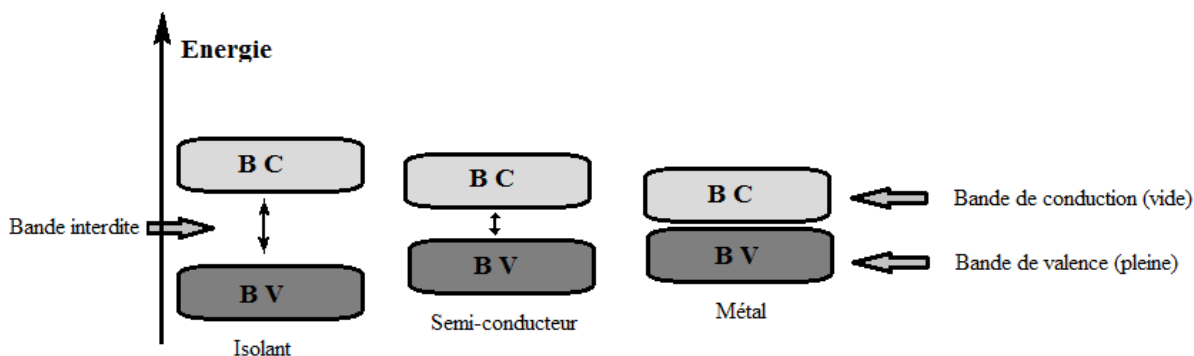 Energie
B C
B C
B C
Bande de conduction (vide)
Bande interdite
B V
B V
B V
Bande de valence (pleine)
Isolant
Semi-conducteur
Métal